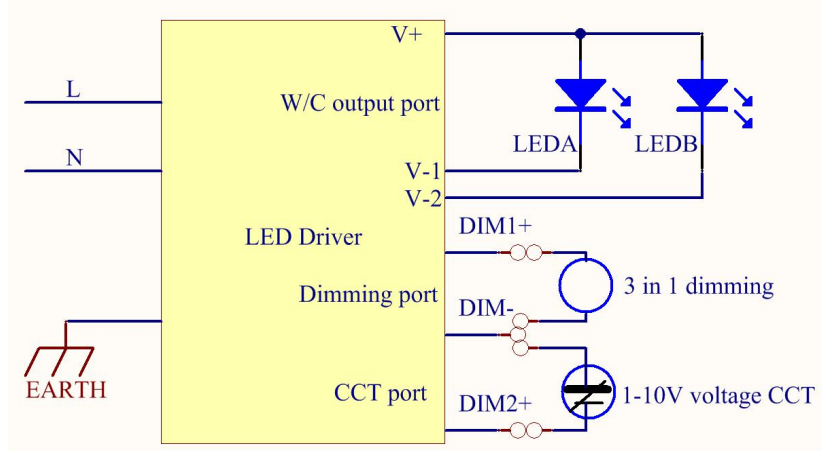 V+
L
W/C output port
LEDA
LEDB
N
V-1
V-2
DIM1+
LED Driver
3 in 1 dimming
Dimming port
DIM-
EARTH
CCT port
DIM2+
1-10V voltage CCT